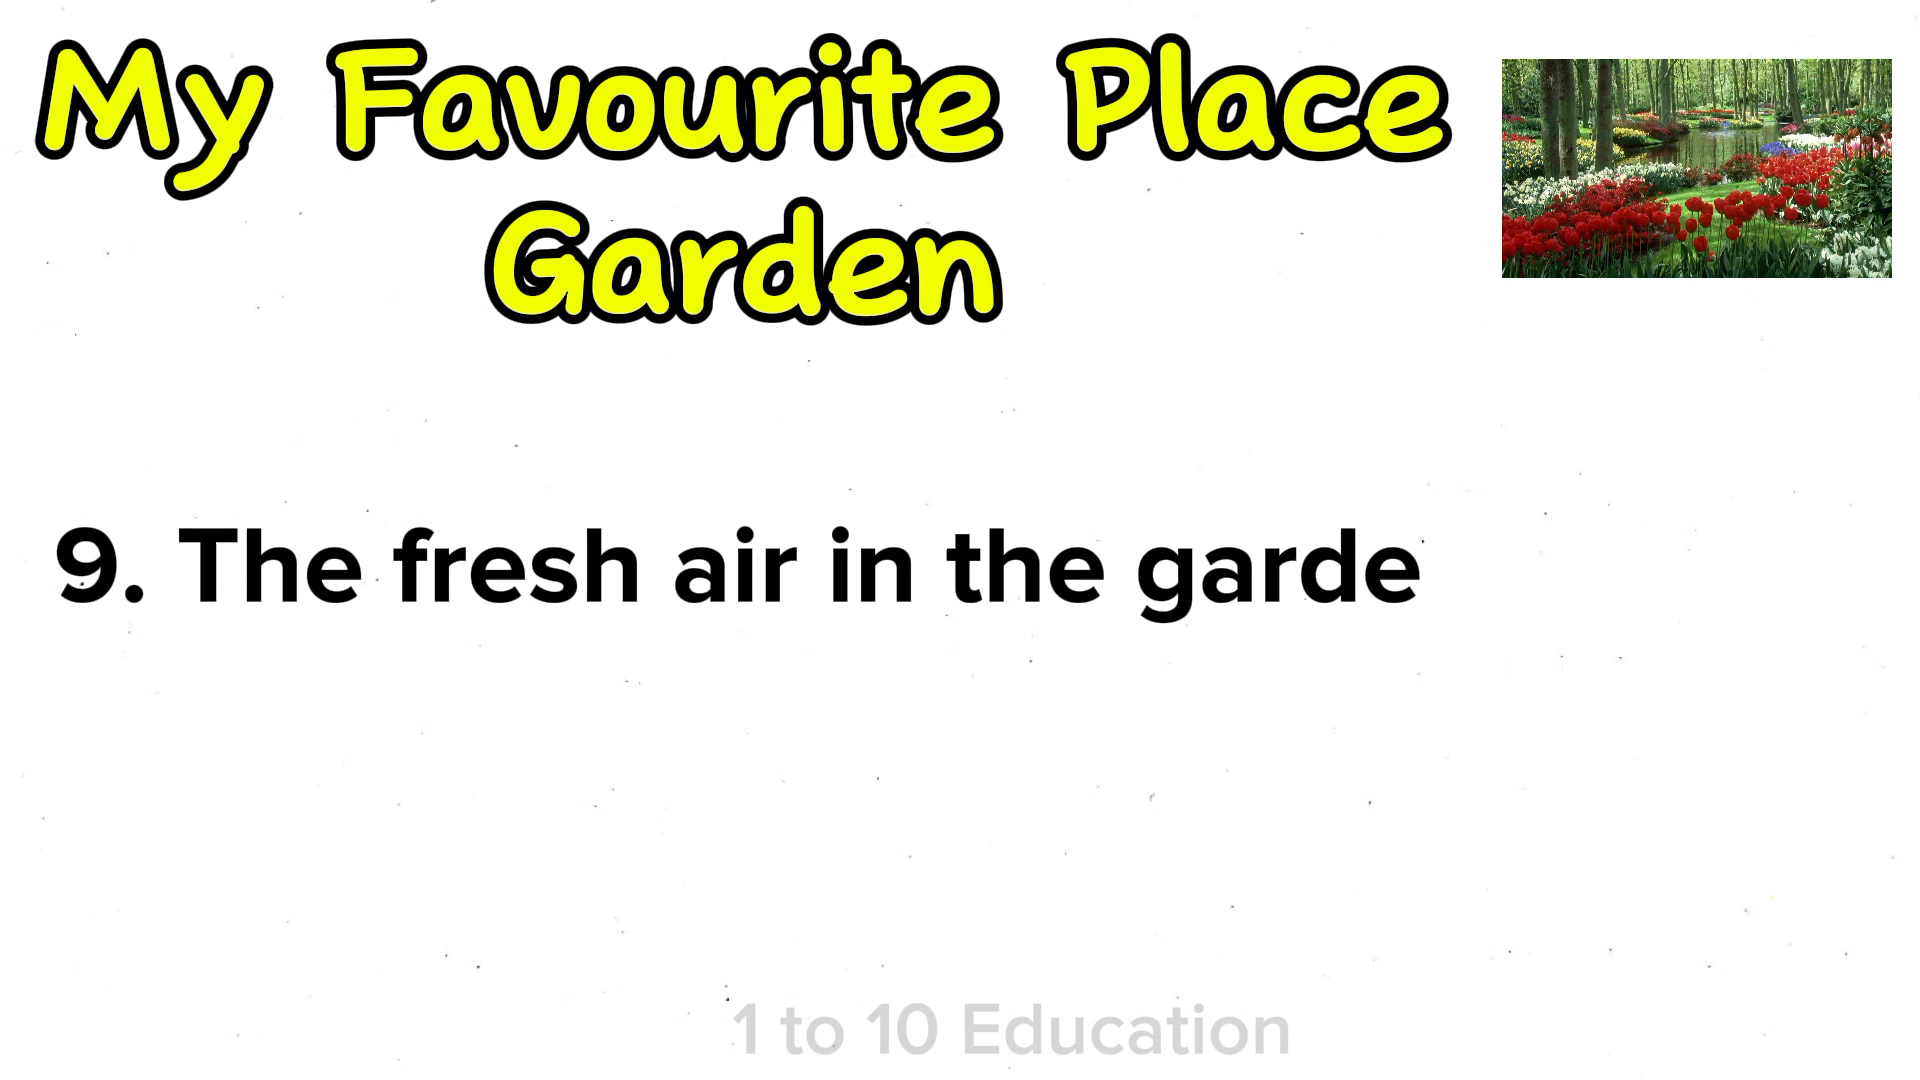 My Favourite Place
Garden
9. The fresh air in the garde
1 to 10 Education